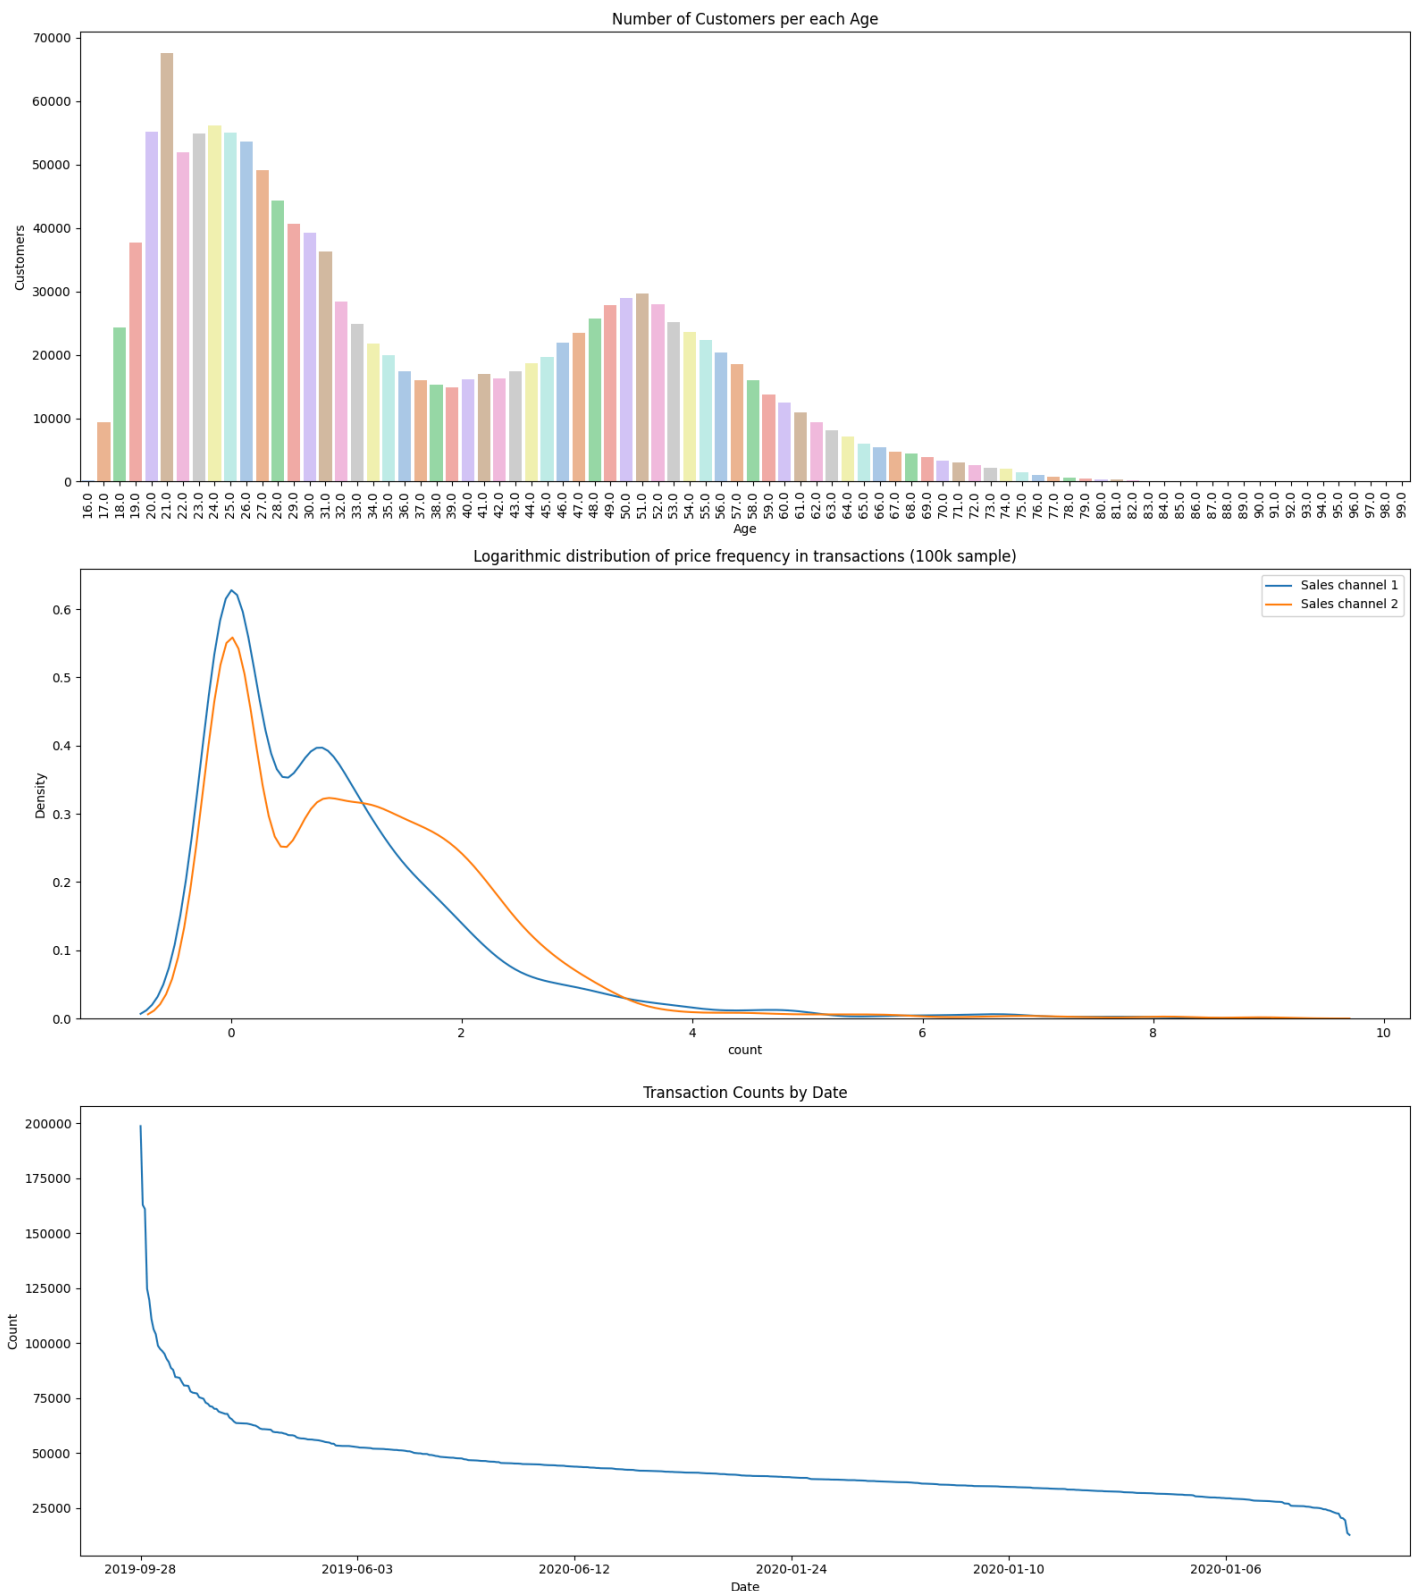 Number of Customers per each Age
70000
60000
50000
40000
30000
20000
10000
0
Customers
16.0 17.0 18.0 19.0 20.0 21.0 22.0 23.0 24.0 25.0 26.0 27.0 28.0 29.0 30.0 31.0 32.0 33.0 34.0 35.0 36.0 37.0 38.0 39.0 40.0 41.0 42.0 43.0 44.0 45.0 46.0 47.0 48.0 49.0 50.0 51.0 52.0 53.0 54.0 55.0 56.0 57.0 58.0 59.0 60.0 61.0 62.0 63.0 64.0 65.0 66.0 67.0 68.0 69.0 70.0 71.0 72.0 73.0 74.0 75.0 76.0 77.0 78.0 79.0 80.0 81.0 82.0 83.0 84.0 85.0 86.0 87.0 88.0 89.0 90.0 91.0 92.0 93.0 94.0 95.0 96.0 97.0 98.0 99.0
Age
Logarithmic distribution of price frequency in transactions (100k sample)
Sales channel 1
Sales channel 2
0.6
0.5
0.4
0.3
0.2
0.1
0.0
Density
0 2 4 6 8 10
count
Transaction Counts by Date
200000
175000
150000
125000
100000
75000
50000
25000
Count
2019-09-28 2019-06-03 2020-06-12 2020-01-24 2020-01-10 2020-01-06
Date